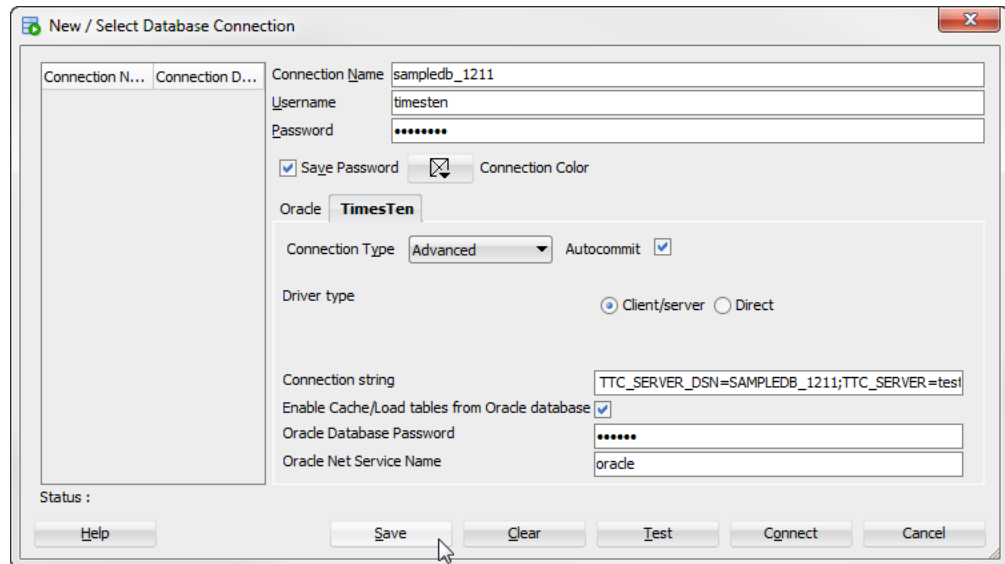 New / Select Database Connection
Connection N... Connection D...
Connection Name sampledb_1211
Username timesten
Password ••••••••
Save Password Connection Color
Oracle TimesTen
Connection Type Advanced Autocommit
Driver type Client/server Direct
Connection string TTC_SERVER_DSN=SAMPLEDB_1211;TTC_SERVER=test
Enable Cache/Load tables from Oracle database
Oracle Database Password ••••••
Oracle Net Service Name oracle
Status :
Help Save Clear Test Connect Cancel